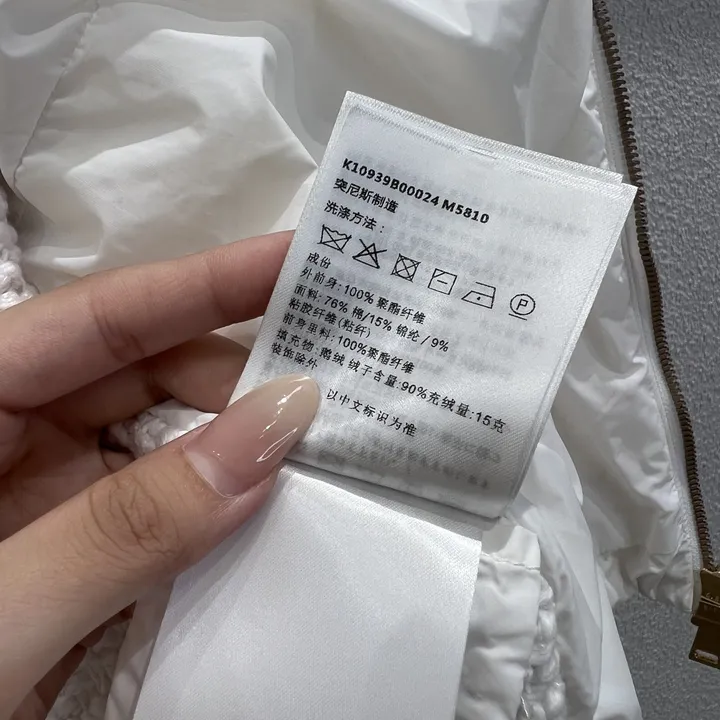 K10939B00024 M5810
突尼斯制造
洗涤方法：
P
成份
外前身：100% 聚酯纤维
面料：76% 棉/15% 锦纶 / 9%
粘胶纤维(粘纤)
前身里料：100%聚酯纤维
填充物：鹅绒 绒子含量：90%充绒量：15克
装饰除外
以中文标识为准